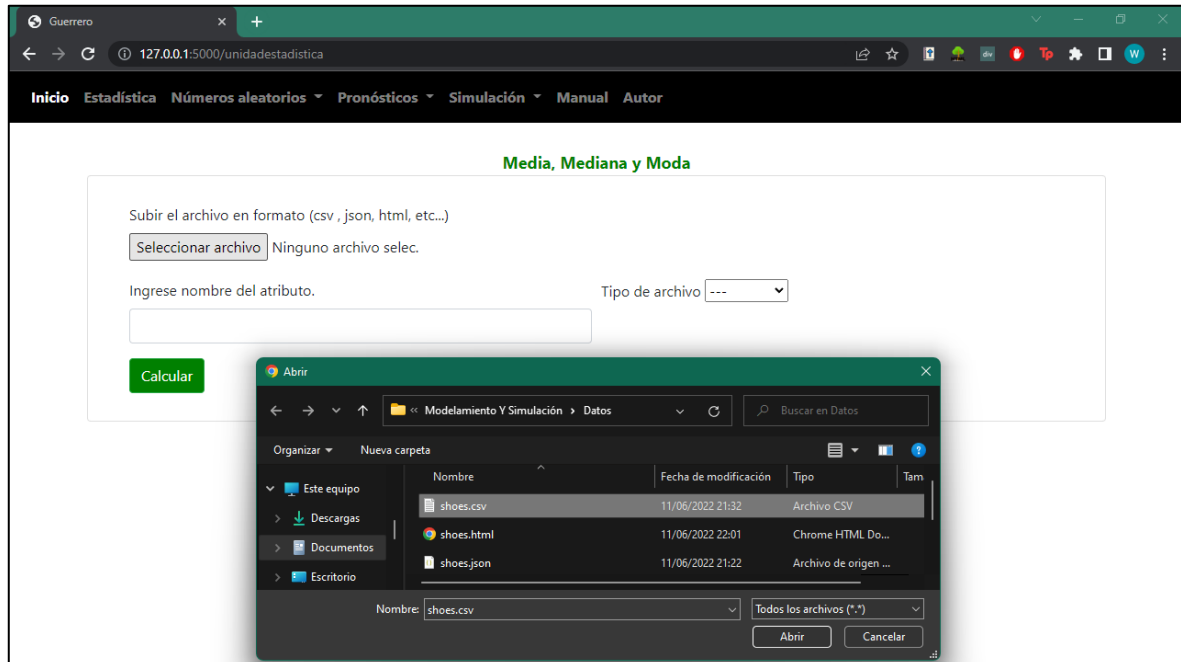 Guerrero
127.0.0.1:5000/unidadestadistica
div Tp W
Inicio Estadística Números aleatorios Pronósticos Simulación Manual Autor
Media, Mediana y Moda
Subir el archivo en formato (csv , json, html, etc...)
Seleccionar archivo Ninguno archivo selec.
Ingrese nombre del atributo. Tipo de archivo ---
Calcular
Abrir
« Modelamiento Y Simulación › Datos Buscar en Datos
Organizar Nueva carpeta
Nombre Fecha de modificación Tipo Tam
Este equipo
shoes.csv 11/06/2022 21:32 Archivo CSV
Descargas
shoes.html 11/06/2022 22:01 Chrome HTML Do...
Documentos
shoes.json 11/06/2022 21:22 Archivo de origen ...
Escritorio
Nombre: shoes.csv Todos los archivos (*.*)
Abrir Cancelar